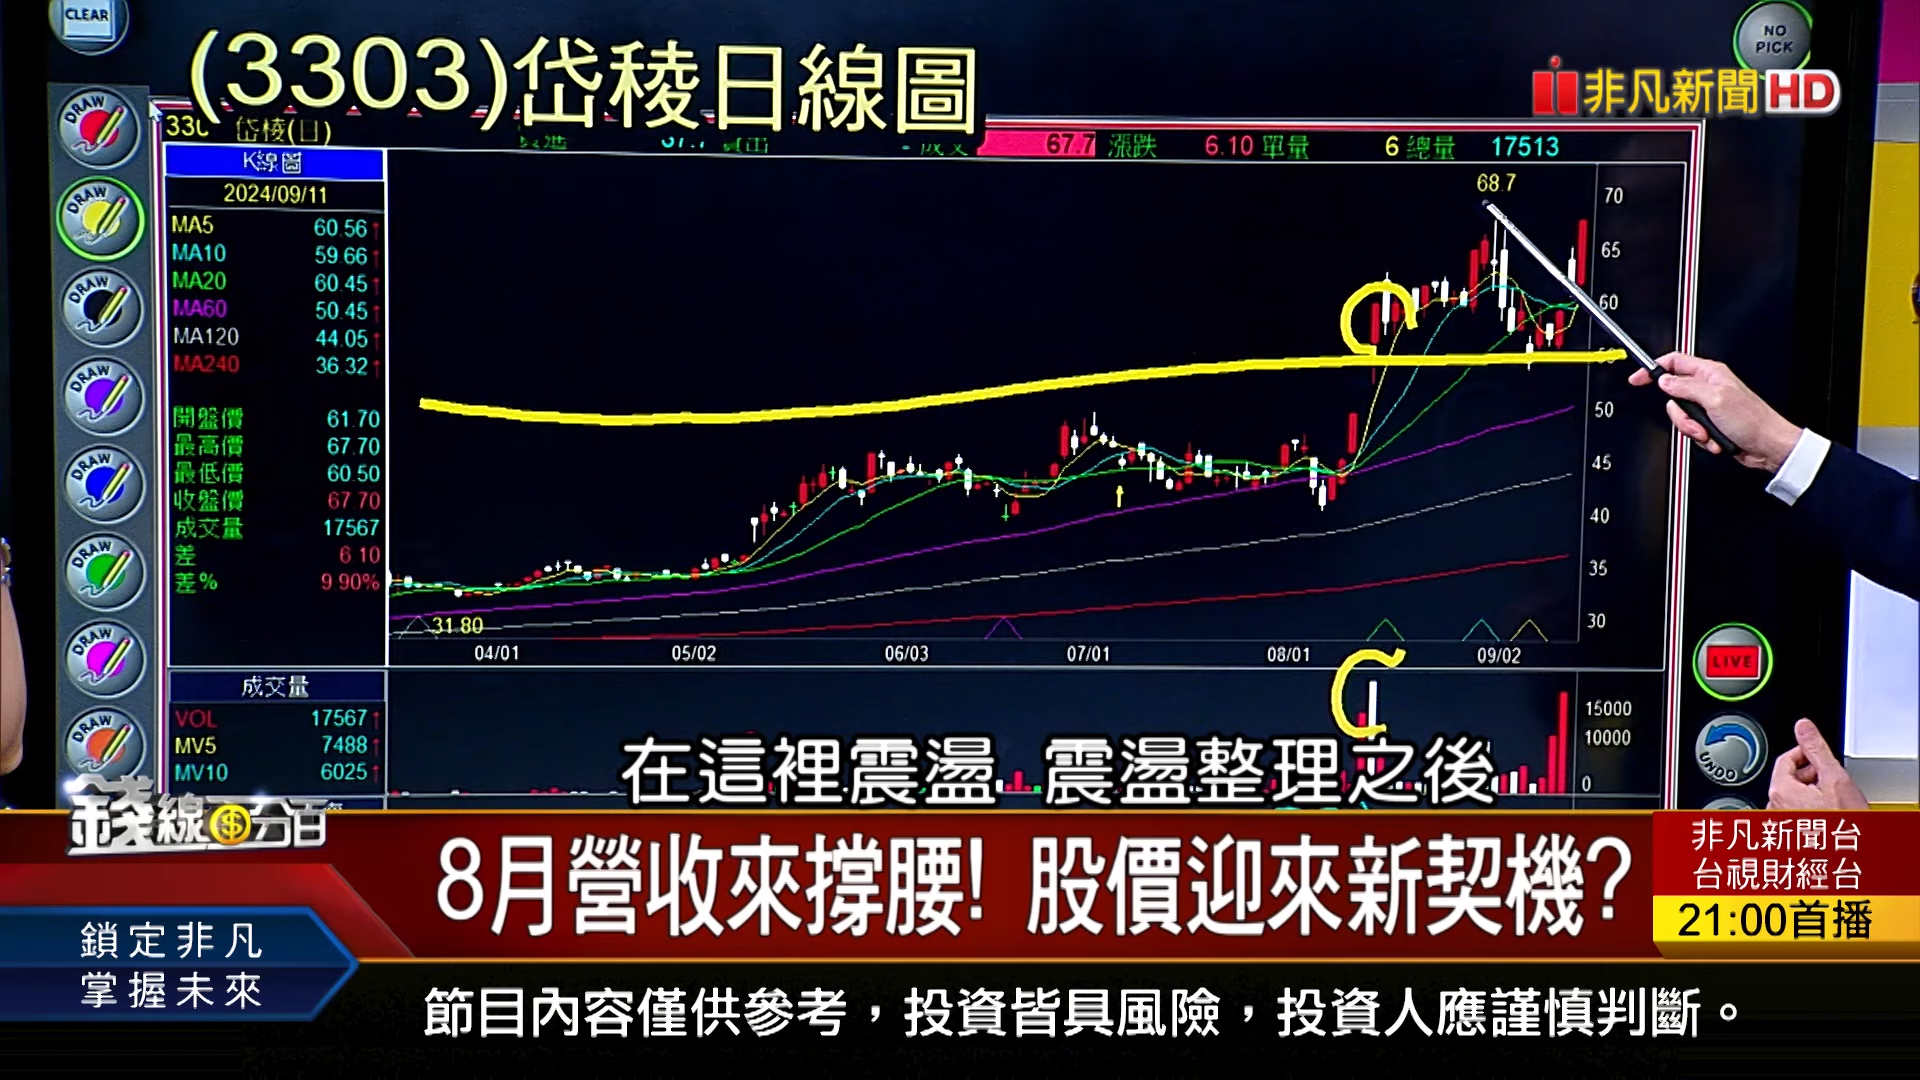 CLEAR
(3303)岱稜日線圖
NO
PICK
非凡新聞HD
岱稜(日)
67.7 漲跌 6.10 單量 6 總量 17513
K線圖
2024/09/11
MA5 60.56↑
MA10 59.66↑
MA20 60.45↑
MA60 50.45↑
MA120 44.05↑
MA240 36.32↑
開盤價 61.70
最高價 67.70
最低價 60.50
收盤價 67.70
成交量 17567
差 6.10
差% 9.90%
DRAW
DRAW
DRAW
DRAW
DRAW
DRAW
DRAW
DRAW
68.7
70
65
60
50
45
40
35
30
31.80
04/01 05/02 06/03 07/01 08/01 09/02
成交量
VOL 17567↑
MV5 7488↑
MV10 6025↑
15000
10000
0
LIVE
UNDO
在這裡震盪 震盪整理之後
錢線百分百
8月營收來撐腰! 股價迎來新契機?
非凡新聞台
台視財經台
21:00首播
鎖定非凡
掌握未來
節目內容僅供參考，投資皆具風險，投資人應謹慎判斷。